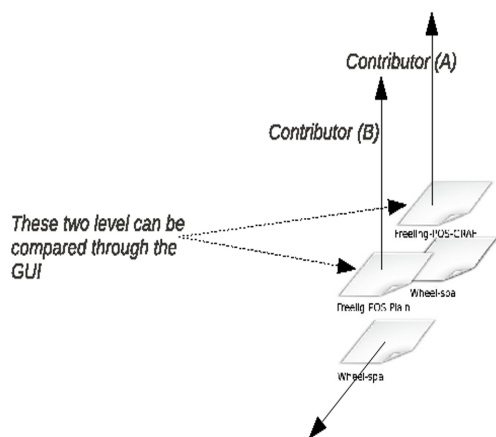 Contributor (A)
Contributor (B)
These two level can be
compared through the
GUI
Freeling-POS-GRAF
Wheel-spa
Freelig POS Plain
Wheel-spa